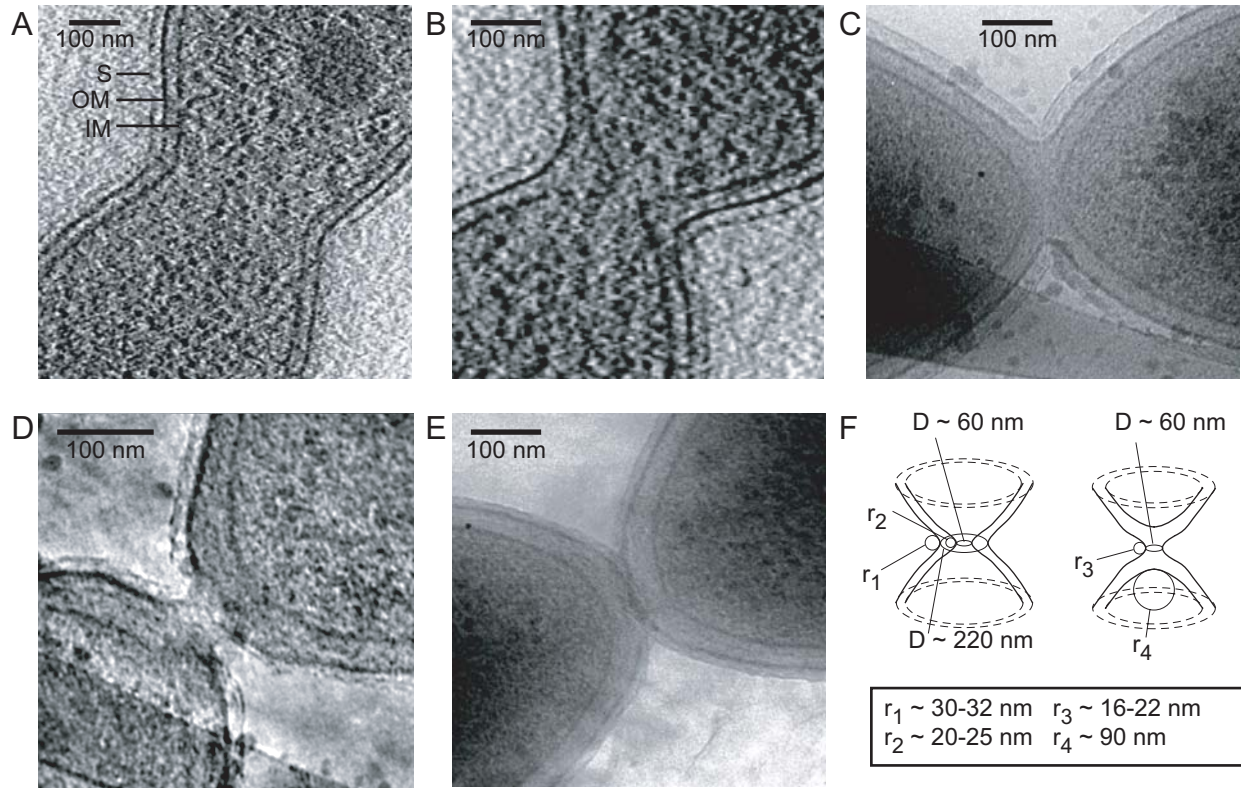 A
100 nm
S
OM
IM
B
100 nm
C
100 nm
D
100 nm
E
100 nm
F
D ~ 60 nm
D ~ 60 nm
r2
r1
r3
D ~ 220 nm
r4
r1 ~ 30-32 nm r3 ~ 16-22 nm
r2 ~ 20-25 nm r4 ~ 90 nm